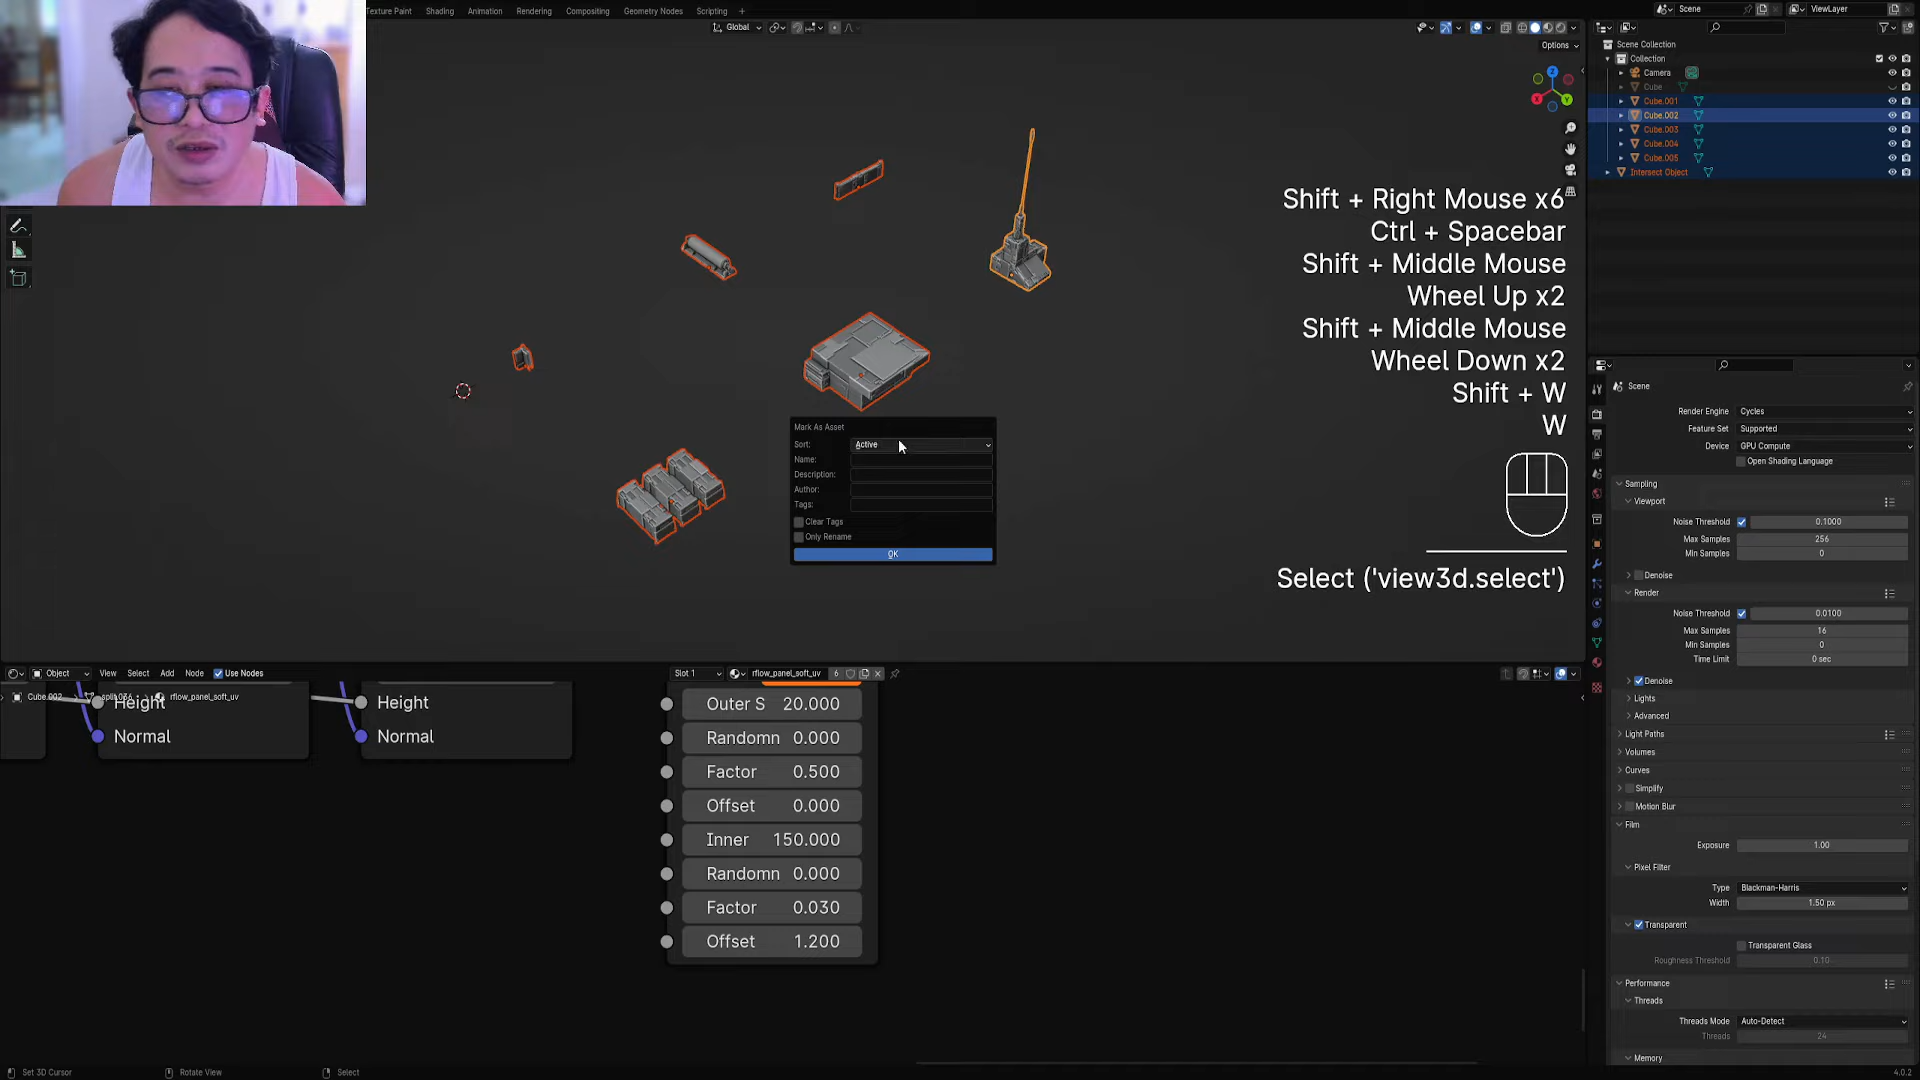 Texture Paint
Shading
Animation
Rendering
Compositing
Geometry Nodes
Scripting
+
Scene
ViewLayer
Global
Options
Scene Collection
Collection
Camera
Cube
Cube.001
Cube.002
Cube.003
Cube.004
Cube.005
Intersect Object
Shift + Right Mouse x6
Ctrl + Spacebar
Shift + Middle Mouse
Wheel Up x2
Shift + Middle Mouse
Wheel Down x2
Shift + W
W
Select ('view3d.select')
Mark As Asset
Sort: Active
Name:
Description:
Author:
Tags:
Clear Tags
Only Rename
OK
Scene
Render Engine Cycles
Feature Set Supported
Device GPU Compute
Open Shading Language
Sampling
Viewport
Noise Threshold 0.1000
Max Samples 256
Min Samples 0
Denoise
Render
Noise Threshold 0.0100
Max Samples 16
Min Samples 0
Time Limit 0 sec
Denoise
Lights
Advanced
Light Paths
Volumes
Curves
Simplify
Motion Blur
Film
Exposure 1.00
Pixel Filter
Type Blackman-Harris
Width 1.50 px
Transparent
Transparent Glass
Roughness Threshold 0.10
Performance
Threads
Threads Mode Auto-Detect
Threads 24
Memory
Object View Select Add Node Use Nodes
Slot 1
rflow_panel_soft_uv 6
Cube.002
rflow_panel_soft_uv
Height
Normal
Height
Normal
Outer S 20.000
Randomn 0.000
Factor 0.500
Offset 0.000
Inner 150.000
Randomn 0.000
Factor 0.030
Offset 1.200
Set 3D Cursor
Rotate View
Select
4.0.2